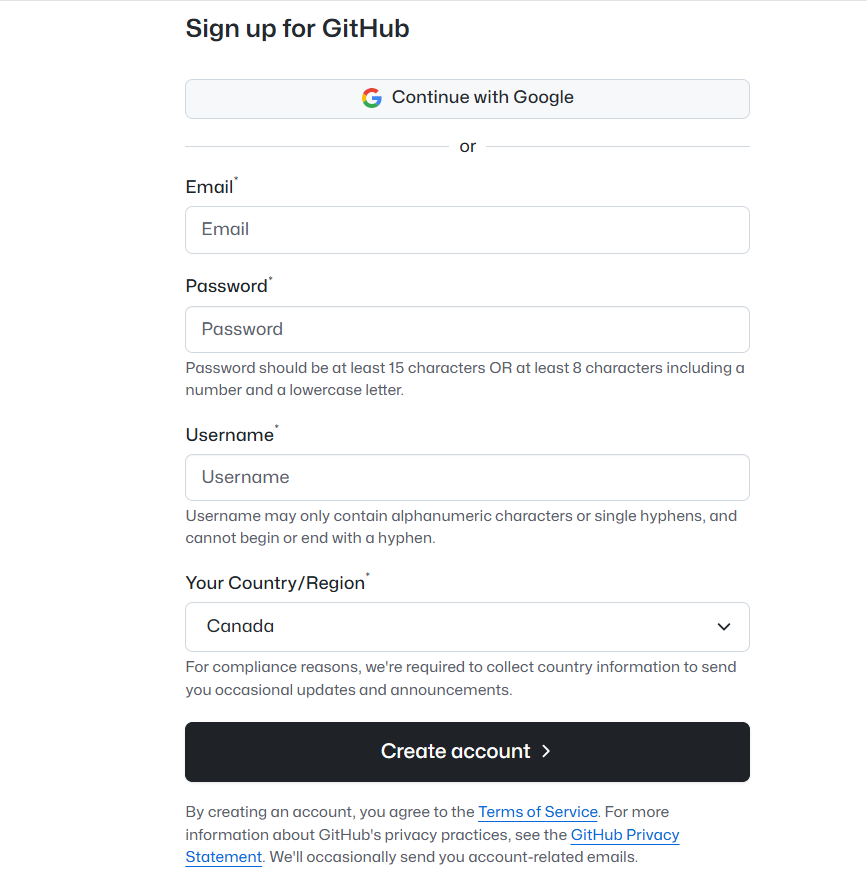 Sign up for GitHub
Continue with Google
or
Email*
Email
Password*
Password
Password should be at least 15 characters OR at least 8 characters including a
number and a lowercase letter.
Username*
Username
Username may only contain alphanumeric characters or single hyphens, and
cannot begin or end with a hyphen.
Your Country/Region*
Canada
For compliance reasons, we're required to collect country information to send
you occasional updates and announcements.
Create account
By creating an account, you agree to the Terms of Service. For more
information about GitHub's privacy practices, see the GitHub Privacy
Statement. We'll occasionally send you account-related emails.